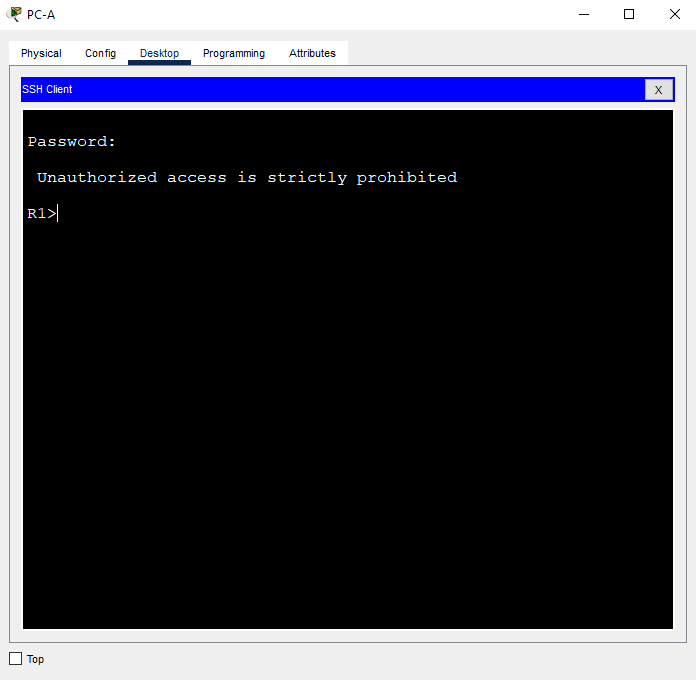 PC-A
Physical Config Desktop Programming Attributes
SSH Client X
Password:
Unauthorized access is strictly prohibited
R1>
Top